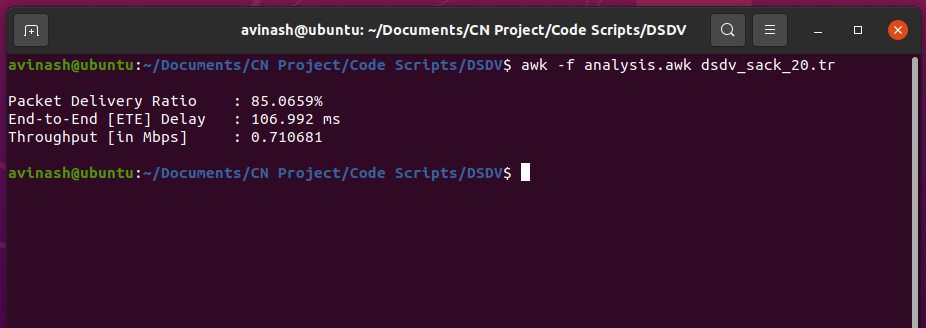 avinash@ubuntu: ~/Documents/CN Project/Code Scripts/DSDV
avinash@ubuntu:~/Documents/CN Project/Code Scripts/DSDV$ awk -f analysis.awk dsdv_sack_20.tr
Packet Delivery Ratio    : 85.0659%
End-to-End [ETE] Delay   : 106.992 ms
Throughput [in Mbps]     : 0.710681
avinash@ubuntu:~/Documents/CN Project/Code Scripts/DSDV$